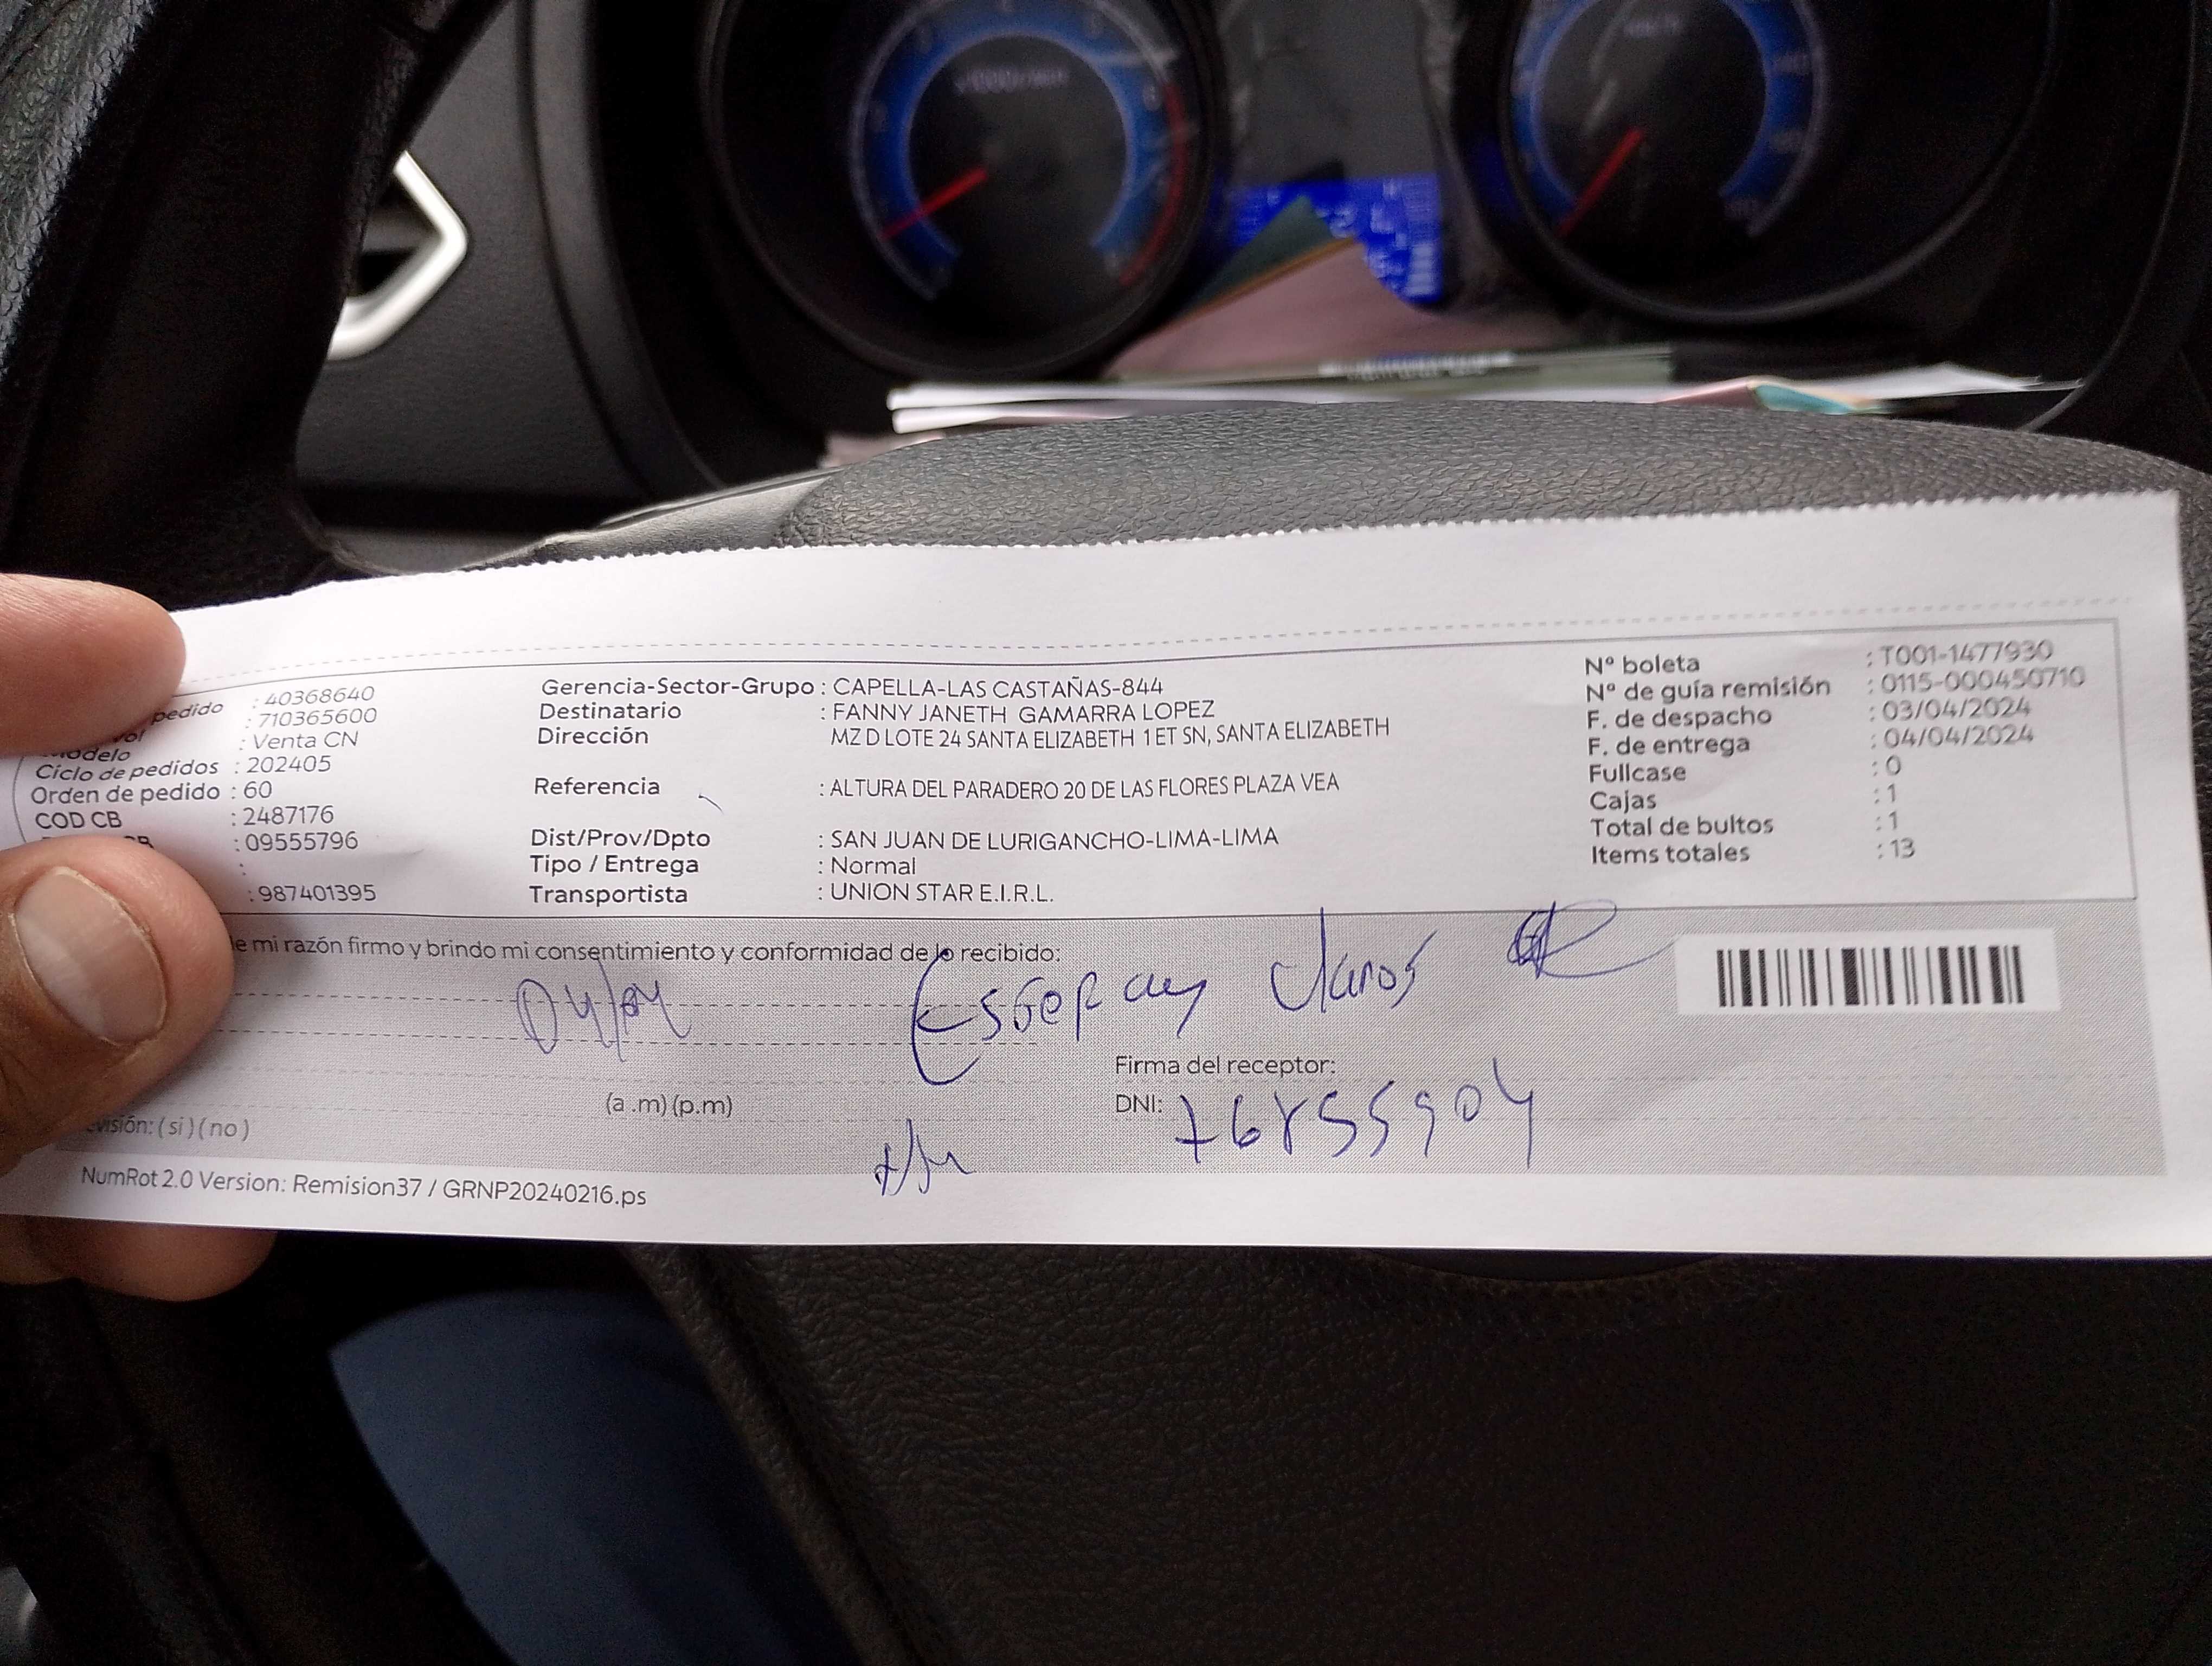 pedido : 40368640
: 710365600
Modelo : Venta CN
Ciclo de pedidos : 202405
Orden de pedido : 60
COD CB : 2487176
: 09555796
:
: 987401395
Gerencia-Sector-Grupo : CAPELLA-LAS CASTAÑAS-844
Destinatario : FANNY JANETH GAMARRA LOPEZ
Dirección MZ D LOTE 24 SANTA ELIZABETH 1 ET SN, SANTA ELIZABETH
Referencia : ALTURA DEL PARADERO 20 DE LAS FLORES PLAZA VEA
Dist/Prov/Dpto : SAN JUAN DE LURIGANCHO-LIMA-LIMA
Tipo / Entrega : Normal
Transportista : UNION STAR E.I.R.L.
Nº boleta : T001-1477930
Nº de guía remisión : 0115-000450710
F. de despacho : 03/04/2024
F. de entrega : 04/04/2024
Fullcase : 0
Cajas : 1
Total de bultos : 1
Items totales : 13
de mi razón firmo y brindo mi consentimiento y conformidad de lo recibido:
04/04
Firma del receptor:
(a .m) (p.m)
DNI: 76855904
(si) (no)
NumRot 2.0 Version: Remision37 / GRNP20240216.ps